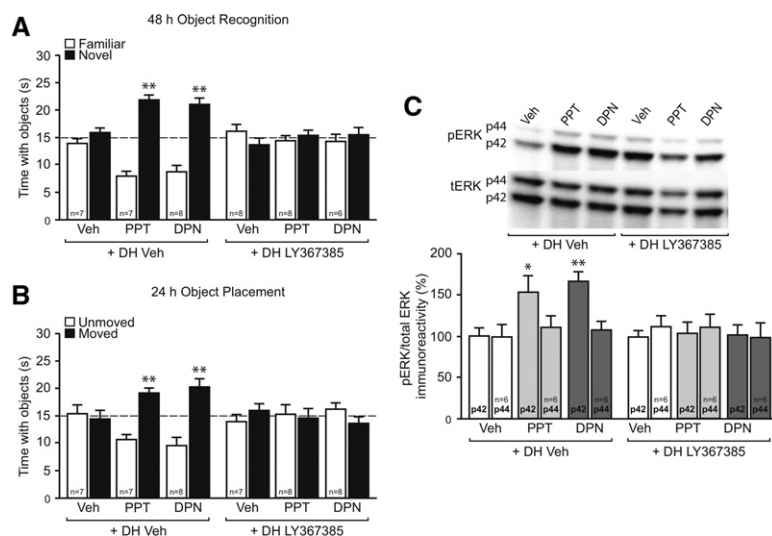 A
48 h Object Recognition
Familiar
Novel
Time with objects (s)
30
25
20
15
10
5
0
** **
n=7 n=7 n=8 n=8 n=8 n=6
Veh PPT DPN Veh PPT DPN
+ DH Veh + DH LY367385
B
24 h Object Placement
Unmoved
Moved
Time with objects (s)
30
25
20
15
10
5
0
** **
n=7 n=7 n=8 n=7 n=8 n=8
Veh PPT DPN Veh PPT DPN
+ DH Veh + DH LY367385
C
Veh PPT DPN Veh PPT DPN
pERK p44
p42
tERK p44
p42
+ DH Veh + DH LY367385
pERK/total ERK
immunoreactivity (%)
200
150
100
50
0
* **
n=6 n=6 n=6 n=6 n=6 n=6
p42 p44 p42 p44 p42 p44 p42 p44 p42 p44 p42 p44
Veh PPT DPN Veh PPT DPN
+ DH Veh + DH LY367385